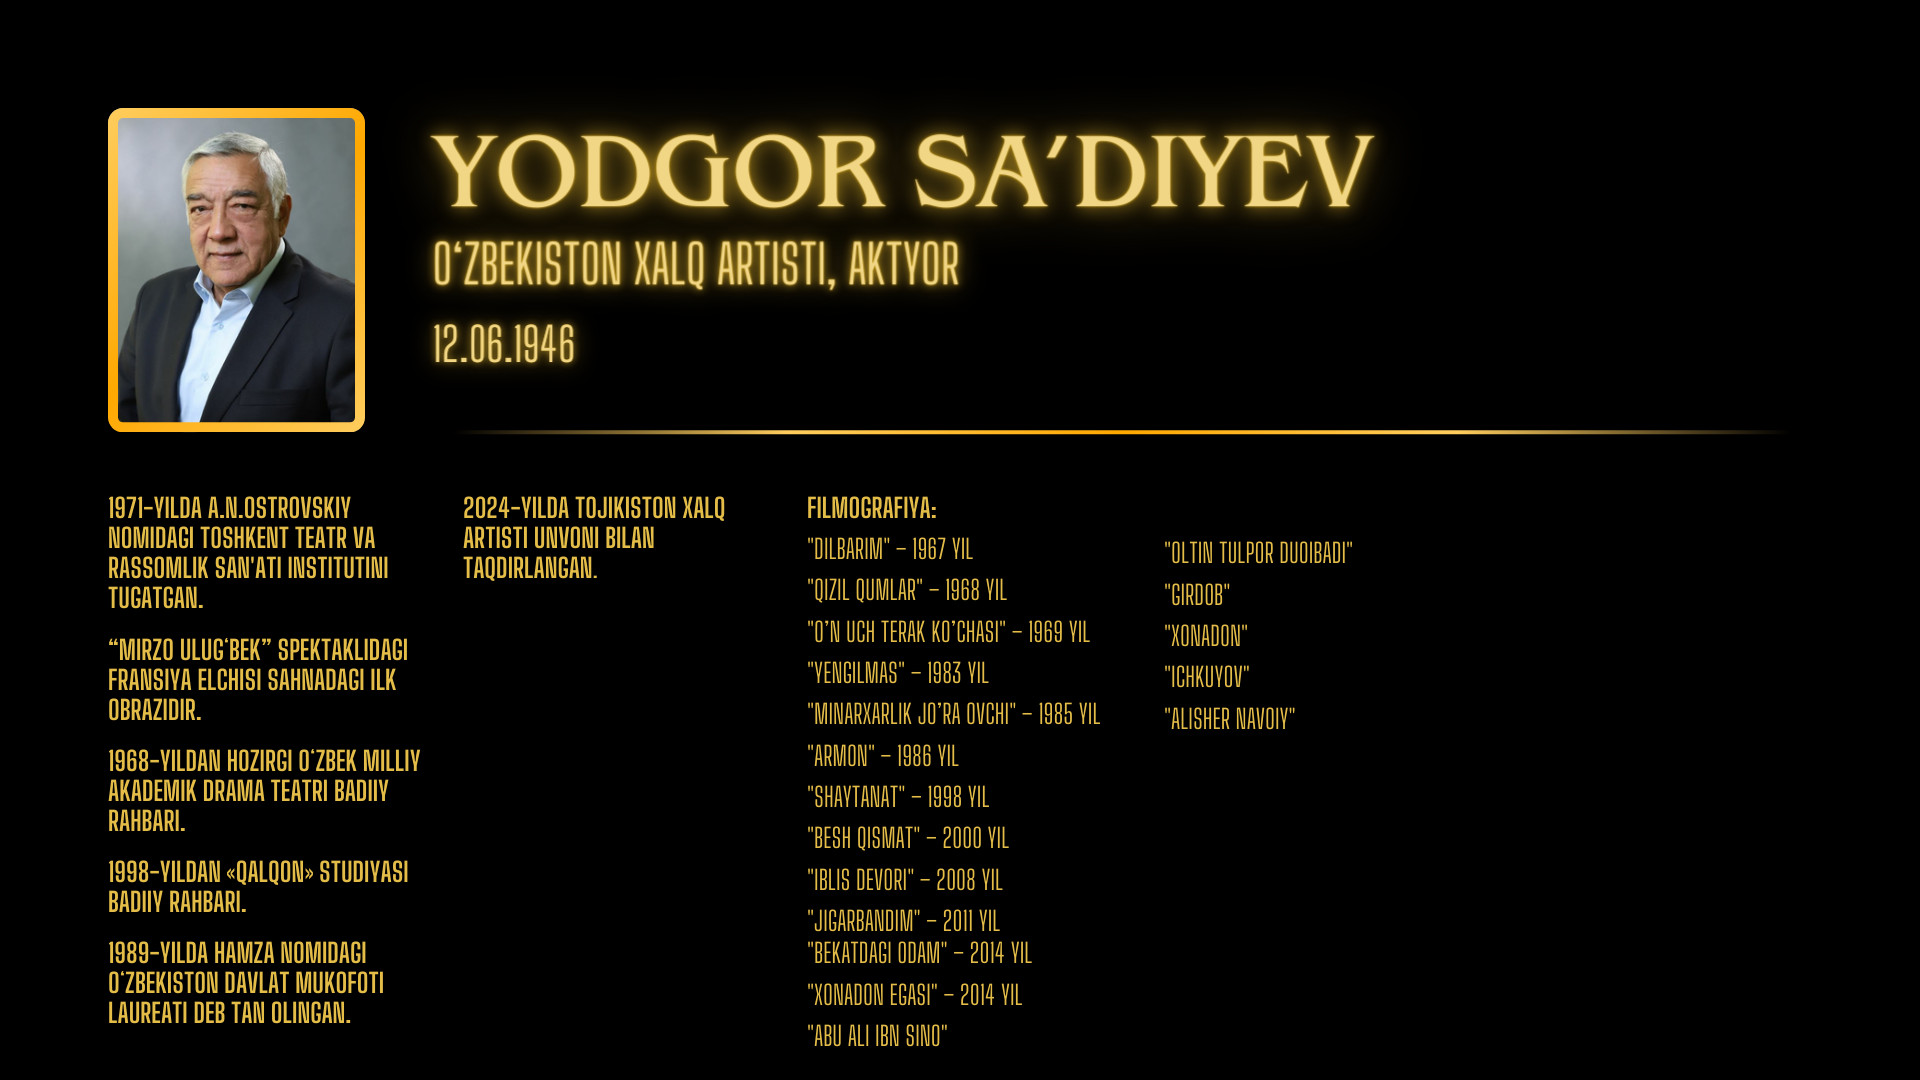 YODGOR SA’DIYEV
O‘ZBEKISTON XALQ ARTISTI, AKTYOR
12.06.1946
1971-YILDA A.N.OSTROVSKIY
NOMIDAGI TOSHKENT TEATR VA
RASSOMLIK SAN'ATI INSTITUTINI
TUGATGAN.
“MIRZO ULUG‘BEK” SPEKTAKLIDAGI
FRANSIYA ELCHISI SAHNADAGI ILK
OBRAZIDIR.
1968-YILDAN HOZIRGI O‘ZBEK MILLIY
AKADEMIK DRAMA TEATRI BADIIY
RAHBARI.
1998-YILDAN «QALQON» STUDIYASI
BADIIY RAHBARI.
1989-YILDA HAMZA NOMIDAGI
O‘ZBEKISTON DAVLAT MUKOFOTI
LAUREATI DEB TAN OLINGAN.
2024-YILDA TOJIKISTON XALQ
ARTISTI UNVONI BILAN
TAQDIRLANGAN.
FILMOGRAFIYA:
"DILBARIM" – 1967 YIL
"QIZIL QUMLAR" – 1968 YIL
"O’N UCH TERAK KO’CHASI" – 1969 YIL
"YENGILMAS" – 1983 YIL
"MINARXARLIK JO’RA OVCHI" – 1985 YIL
"ARMON" – 1986 YIL
"SHAYTANAT" – 1998 YIL
"BESH QISMAT" – 2000 YIL
"IBLIS DEVORI" – 2008 YIL
"JIGARBANDIM" – 2011 YIL
"BEKATDAGI ODAM" – 2014 YIL
"XONADON EGASI" – 2014 YIL
"ABU ALI IBN SINO"
"OLTIN TULPOR DUOIBADI"
"GIRDOB"
"XONADON"
"ICHKUYOV"
"ALISHER NAVOIY"